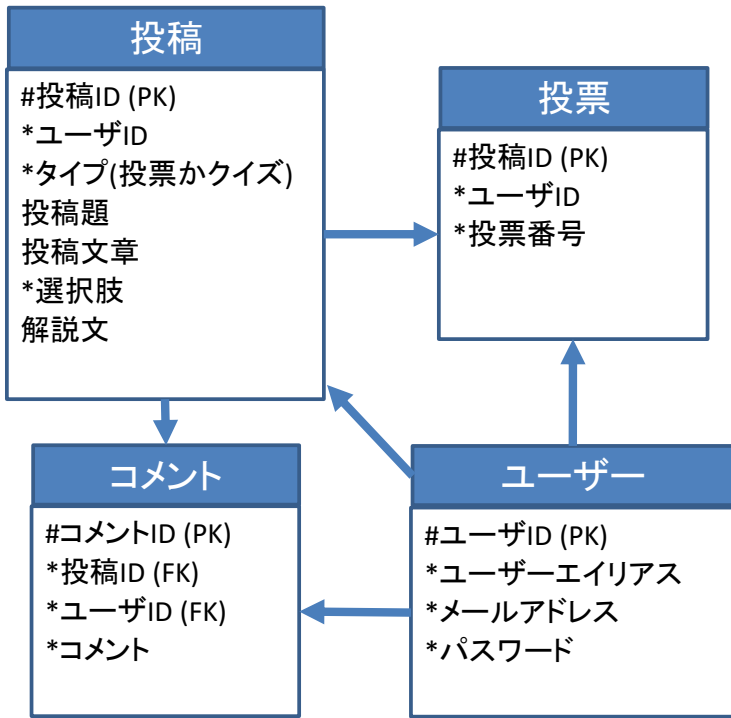 投稿
#投稿ID (PK)
*ユーザID
*タイプ(投票かクイズ)
投稿題
投稿文章
*選択肢
解説文
投票
#投稿ID (PK)
*ユーザID
*投票番号
コメント
#コメントID (PK)
*投稿ID (FK)
*ユーザID (FK)
*コメント
ユーザー
#ユーザID (PK)
*ユーザーエイリアス
*メールアドレス
*パスワード